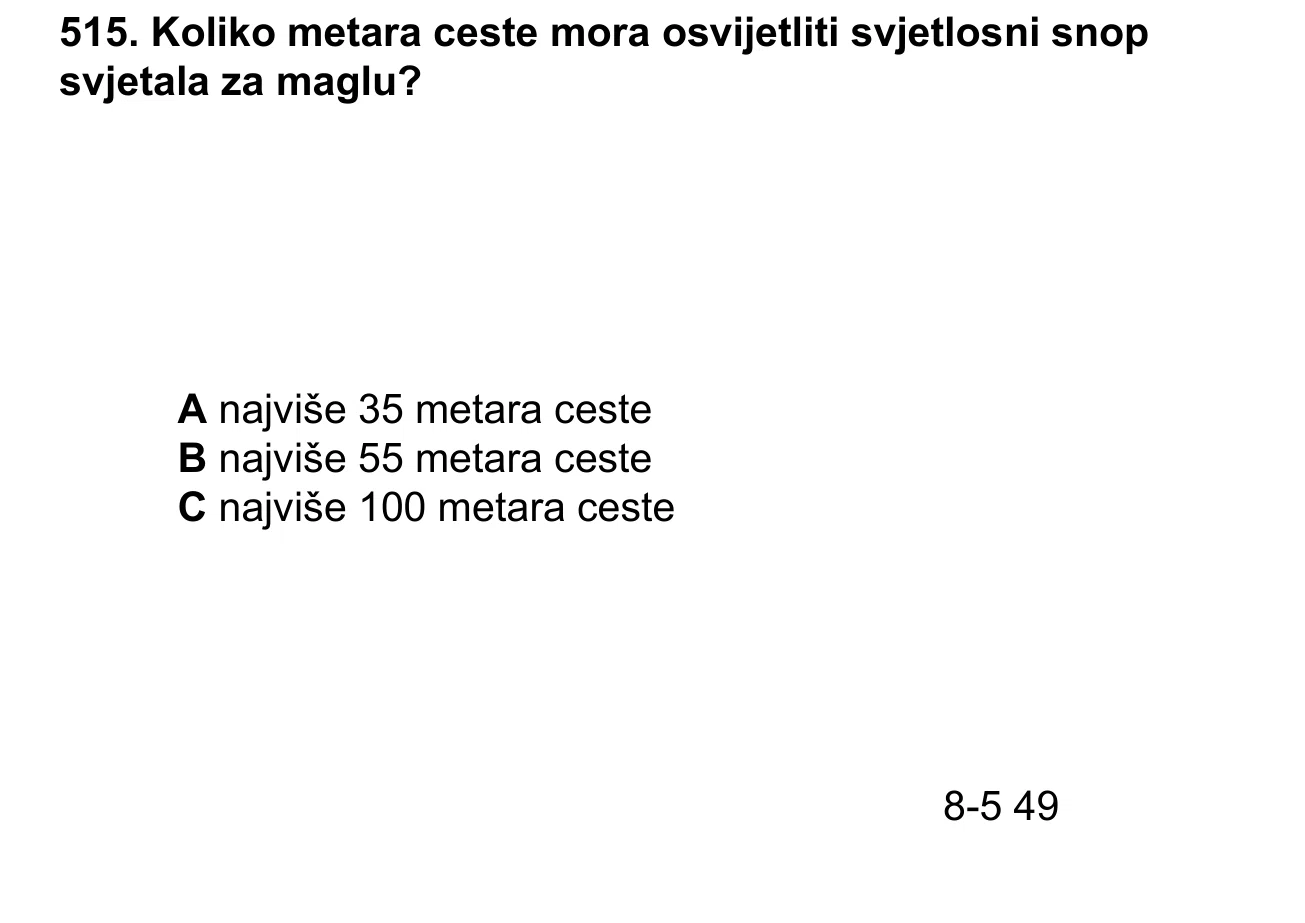 515. Koliko metara ceste mora osvijetliti svjetlosni snop
svjetala za maglu?
A najviše 35 metara ceste
B najviše 55 metara ceste
C najviše 100 metara ceste
8-5 49